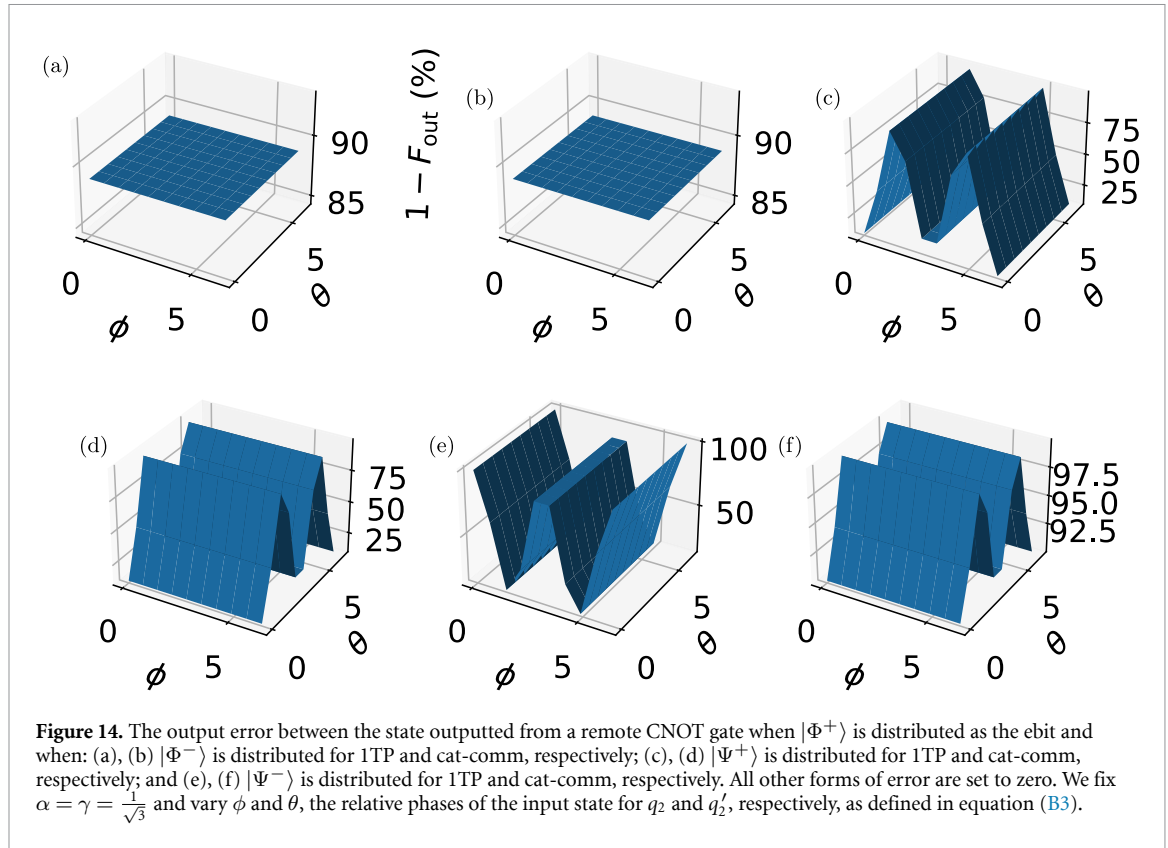 (a)
90
85
0
ϕ
5
0
θ
5
1 − F_out (%)
(b)
90
85
0
ϕ
5
0
θ
5
(c)
75
50
25
0
ϕ
5
0
θ
5
(d)
75
50
25
0
ϕ
5
0
θ
5
(e)
100
50
0
ϕ
5
0
θ
5
(f)
97.5
95.0
92.5
0
ϕ
5
0
θ
5
Figure 14. The output error between the state outputted from a remote CNOT gate when |Φ⁺⟩ is distributed as the ebit and
when: (a), (b) |Φ⁻⟩ is distributed for 1TP and cat-comm, respectively; (c), (d) |Ψ⁺⟩ is distributed for 1TP and cat-comm,
respectively; and (e), (f) |Ψ⁻⟩ is distributed for 1TP and cat-comm, respectively. All other forms of error are set to zero. We fix
α = γ = 1/√3 and vary ϕ and θ, the relative phases of the input state for q₂ and q₂′, respectively, as defined in equation (B3).